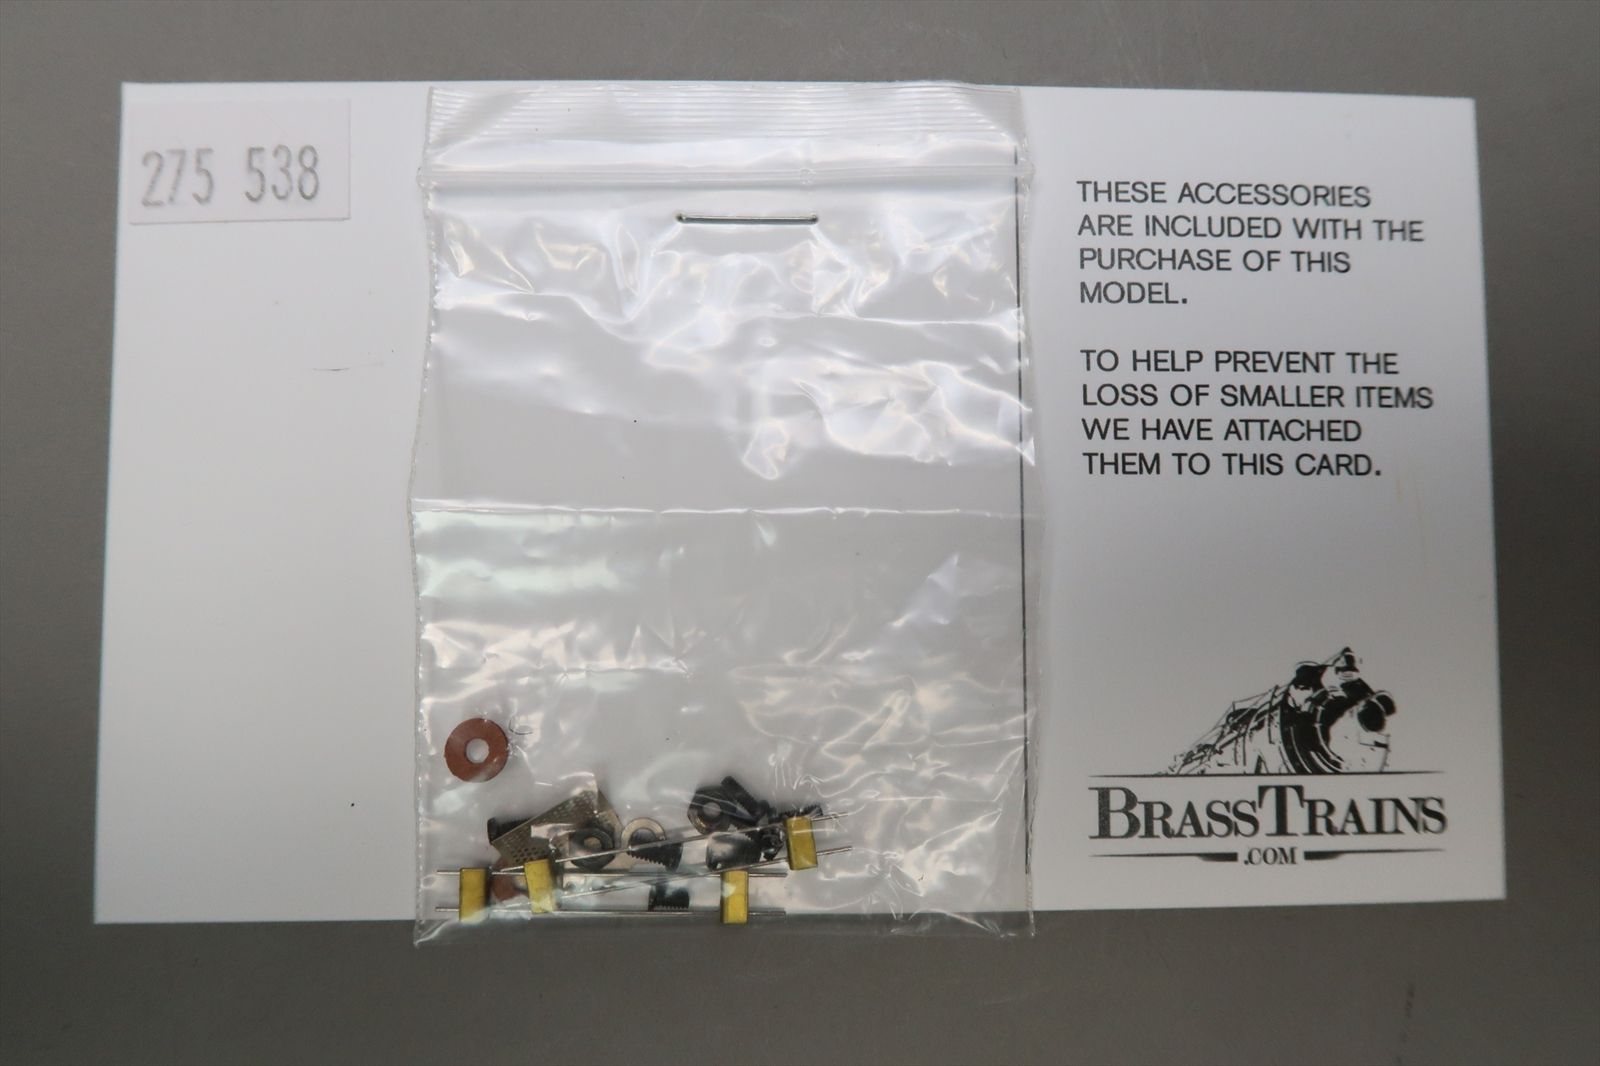 275 538
THESE ACCESSORIES
ARE INCLUDED WITH THE
PURCHASE OF THIS
MODEL.
TO HELP PREVENT THE
LOSS OF SMALLER ITEMS
WE HAVE ATTACHED
THEM TO THIS CARD.
BRASSTRAINS
.COM